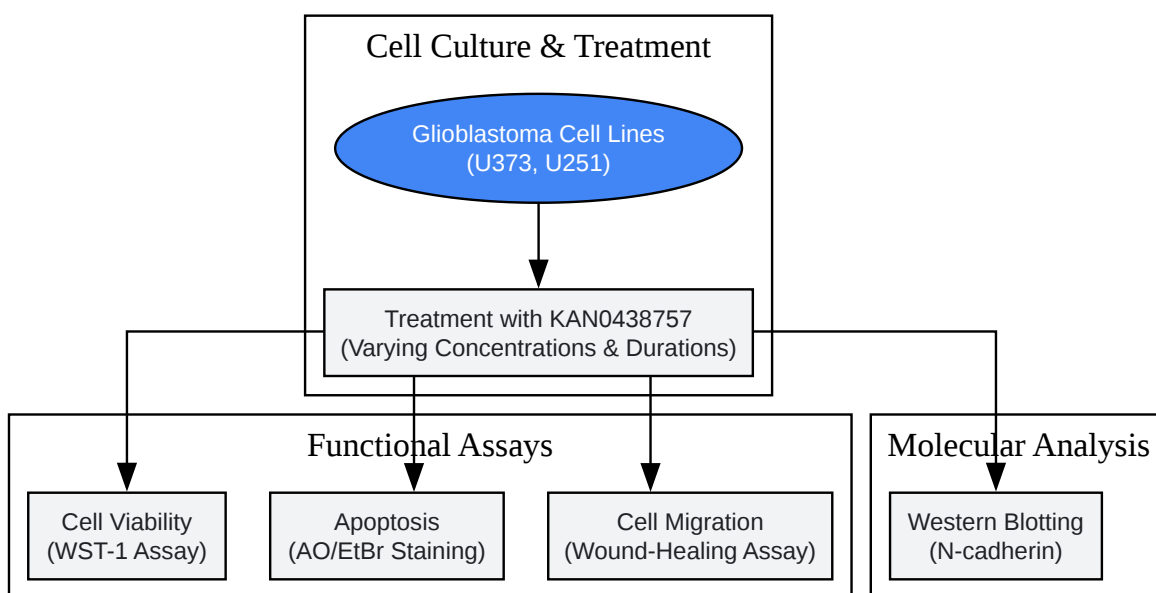 Cell Culture & Treatment
Glioblastoma Cell Lines
(U373, U251)
Treatment with KAN0438757
(Varying Concentrations & Durations)
Functional Assays
Molecular Analysis
Cell Viability
(WST-1 Assay)
Apoptosis
(AO/EtBr Staining)
Cell Migration
(Wound-Healing Assay)
Western Blotting
(N-cadherin)